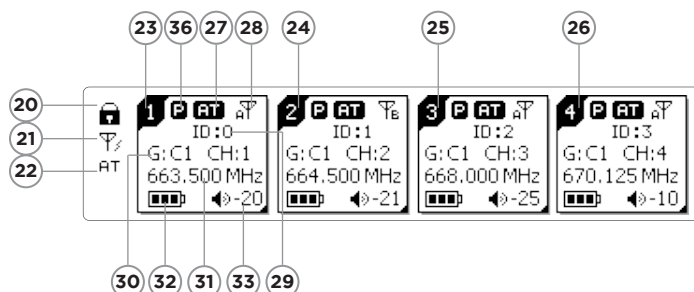 23 36 27 28 24 25 26
20 1 P AT A 2 P AT B 3 P AT A 4 P AT A
ID:0 ID:1 ID:2 ID:3
21
G:C1 CH:1 G:C1 CH:2 G:C1 CH:3 G:C1 CH:4
22 AT 663.500 MHz 664.500 MHz 668.000 MHz 670.125 MHz
-20 -21 -25 -10
30 32 31 33 29